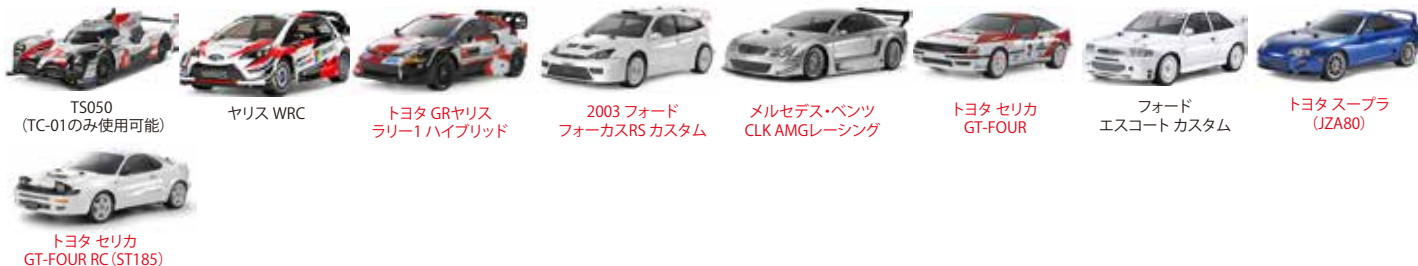 TS050
（TC-01のみ使用可能）
ヤリス WRC
トヨタ GRヤリス
ラリー1 ハイブリッド
2003 フォード
フォーカスRS カスタム
メルセデス・ベンツ
CLK AMGレーシング
トヨタ セリカ
GT-FOUR
フォード
エスコート カスタム
トヨタ スープラ
（JZA80）
トヨタ セリカ
GT-FOUR RC（ST185）